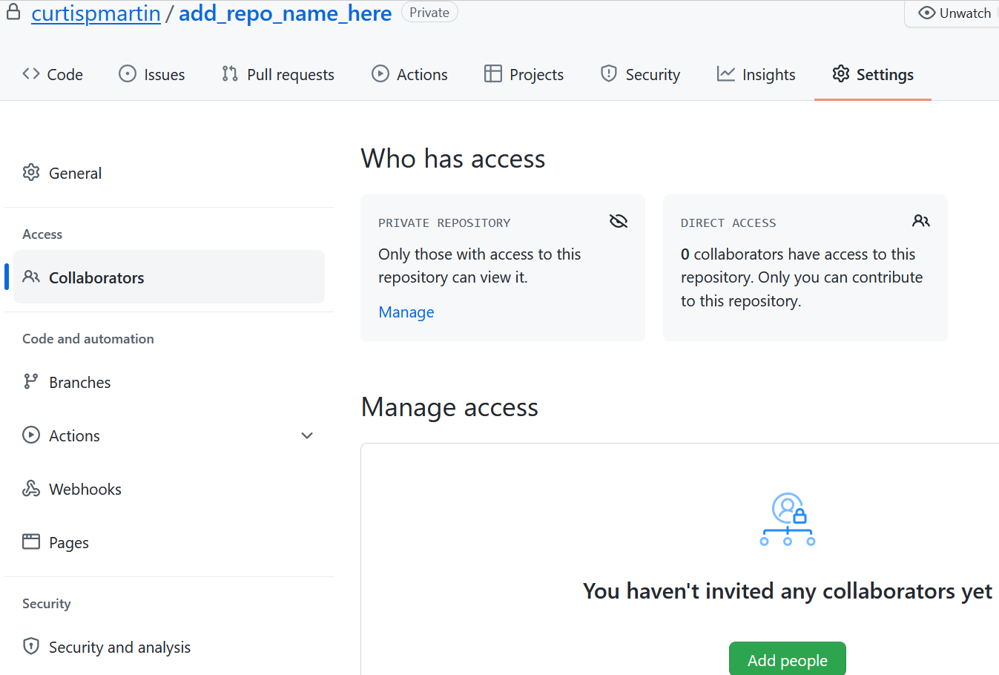 curtispmartin / add_repo_name_here Private Unwatch
Code Issues Pull requests Actions Projects Security Insights Settings
General
Access
Collaborators
Code and automation
Branches
Actions
Webhooks
Pages
Security
Security and analysis
Who has access
PRIVATE REPOSITORY
Only those with access to this
repository can view it.
Manage
DIRECT ACCESS
0 collaborators have access to this
repository. Only you can contribute
to this repository.
Manage access
You haven't invited any collaborators yet
Add people